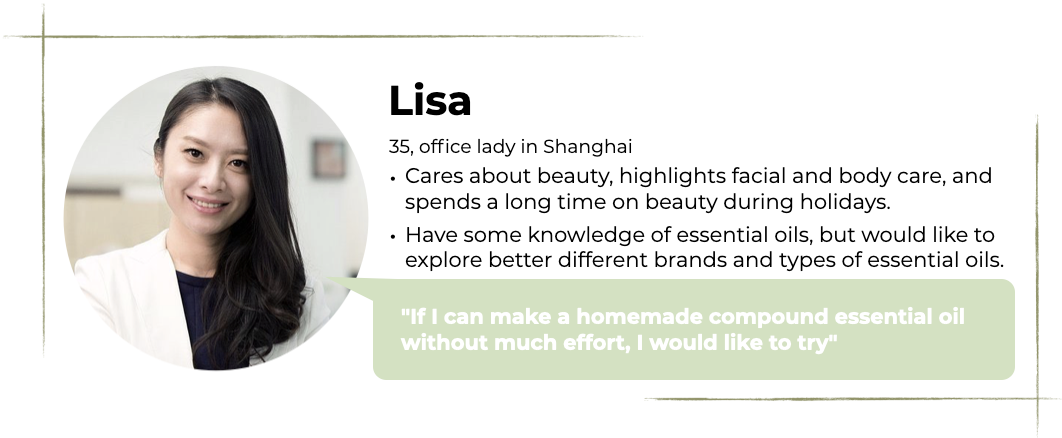 Lisa
35, office lady in Shanghai
• Cares about beauty, highlights facial and body care, and
spends a long time on beauty during holidays.
• Have some knowledge of essential oils, but would like to
explore better different brands and types of essential oils.
"If I can make a homemade compound essential oil
without much effort, I would like to try"